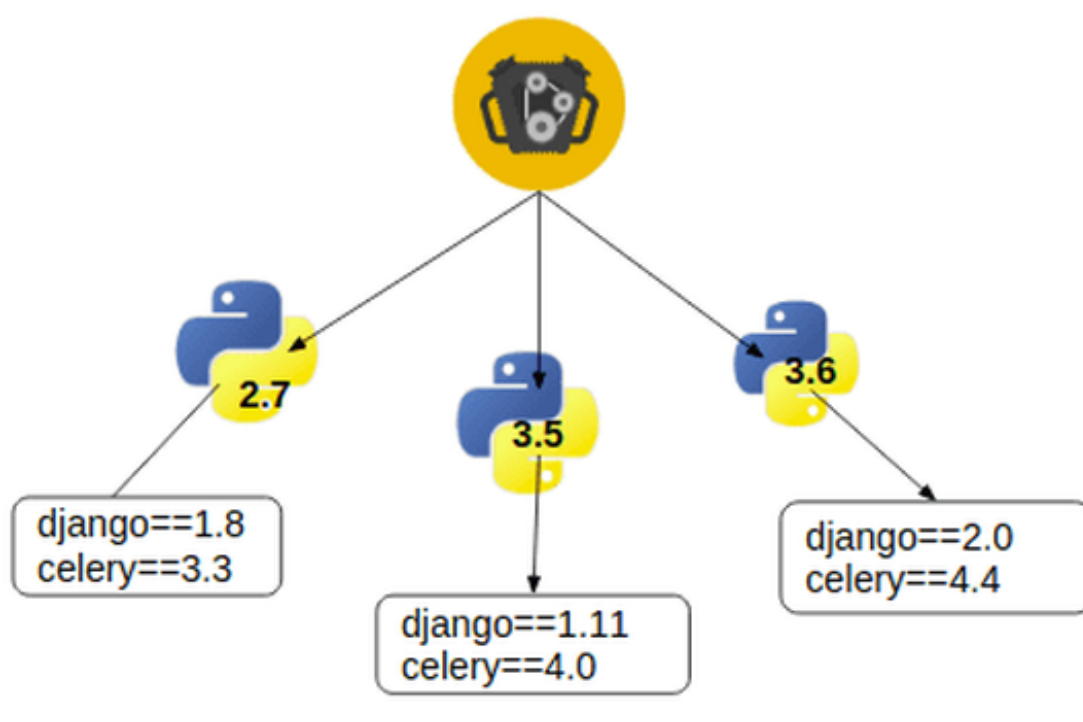 2.7
3.5
3.6
django==1.8
celery==3.3
django==1.11
celery==4.0
django==2.0
celery==4.4